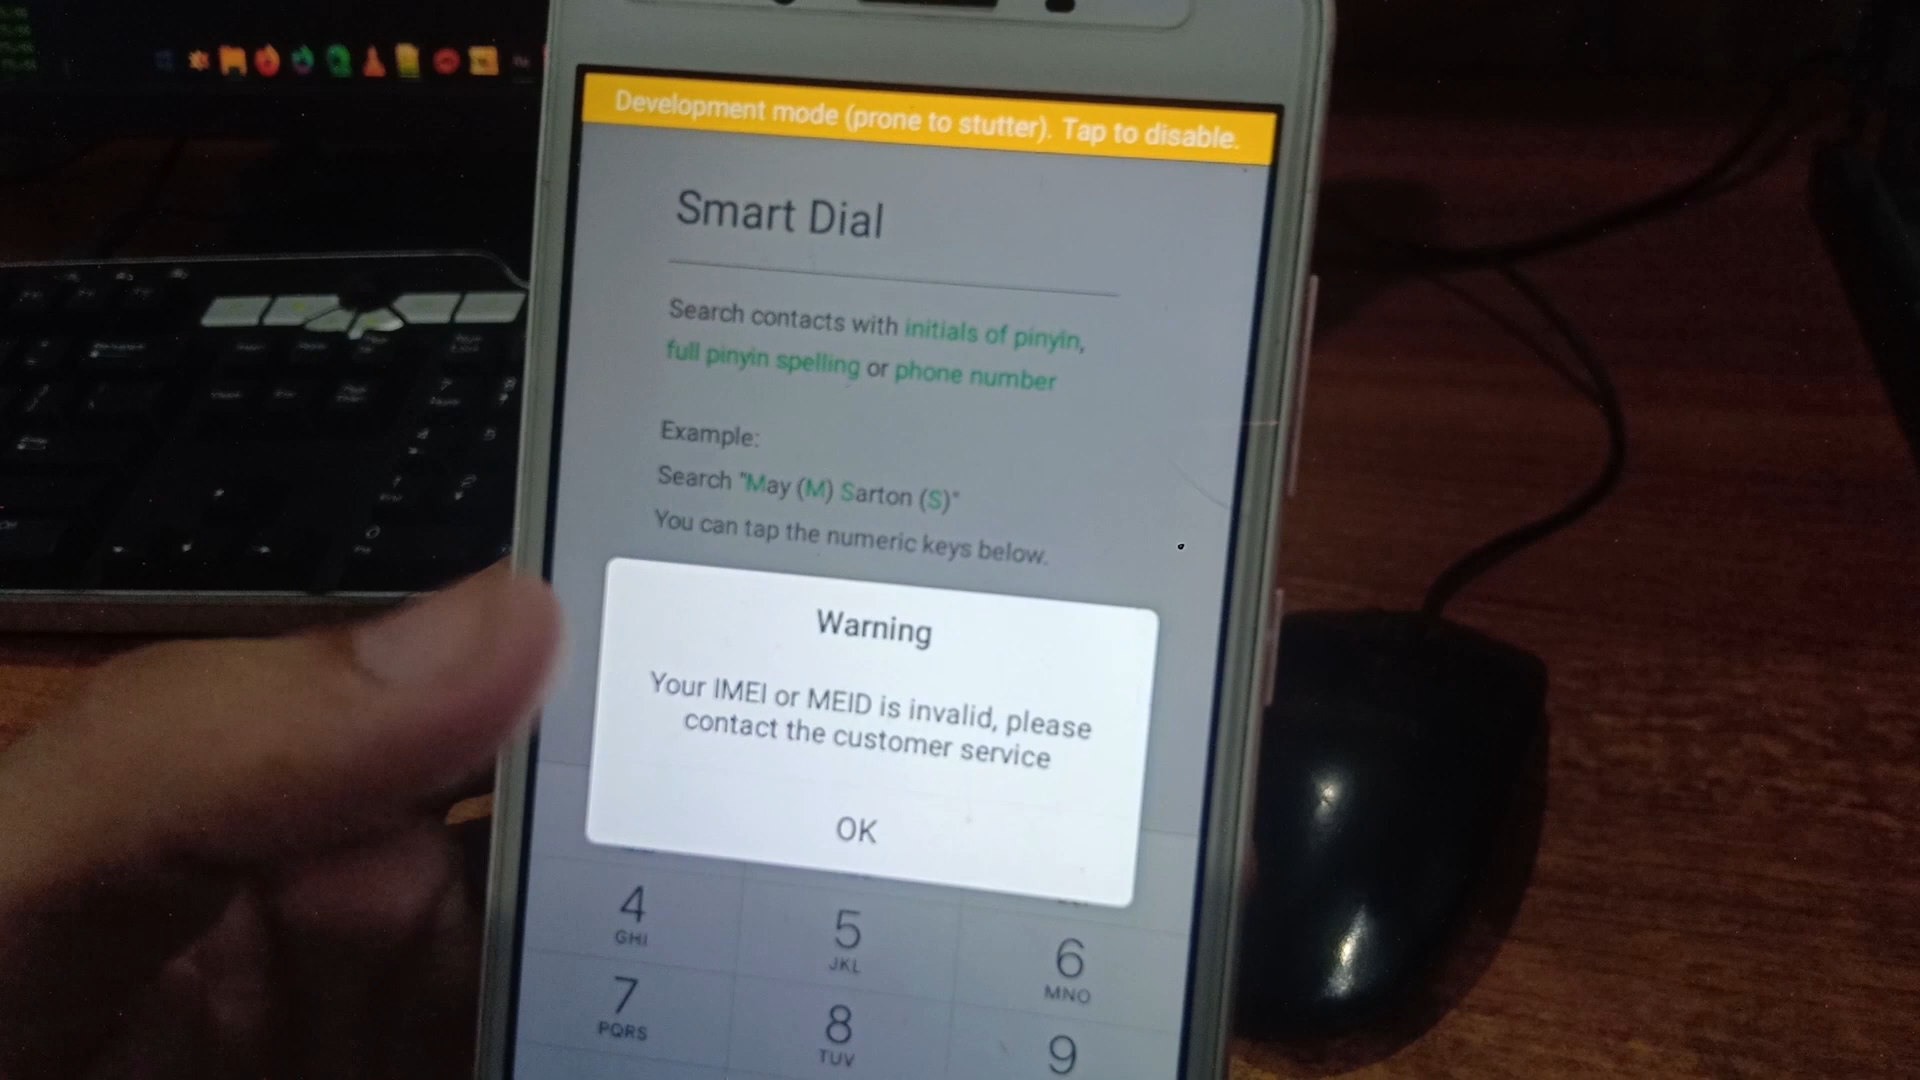 Development mode (prone to stutter). Tap to disable.
Smart Dial
Search contacts with initials of pinyin,
full pinyin spelling or phone number
Example:
Search "May (M) Sarton (S)"
You can tap the numeric keys below.
Warning
Your IMEI or MEID is invalid, please
contact the customer service
OK
4
GHI
5
JKL
6
MNO
7
PQRS
8
TUV
9